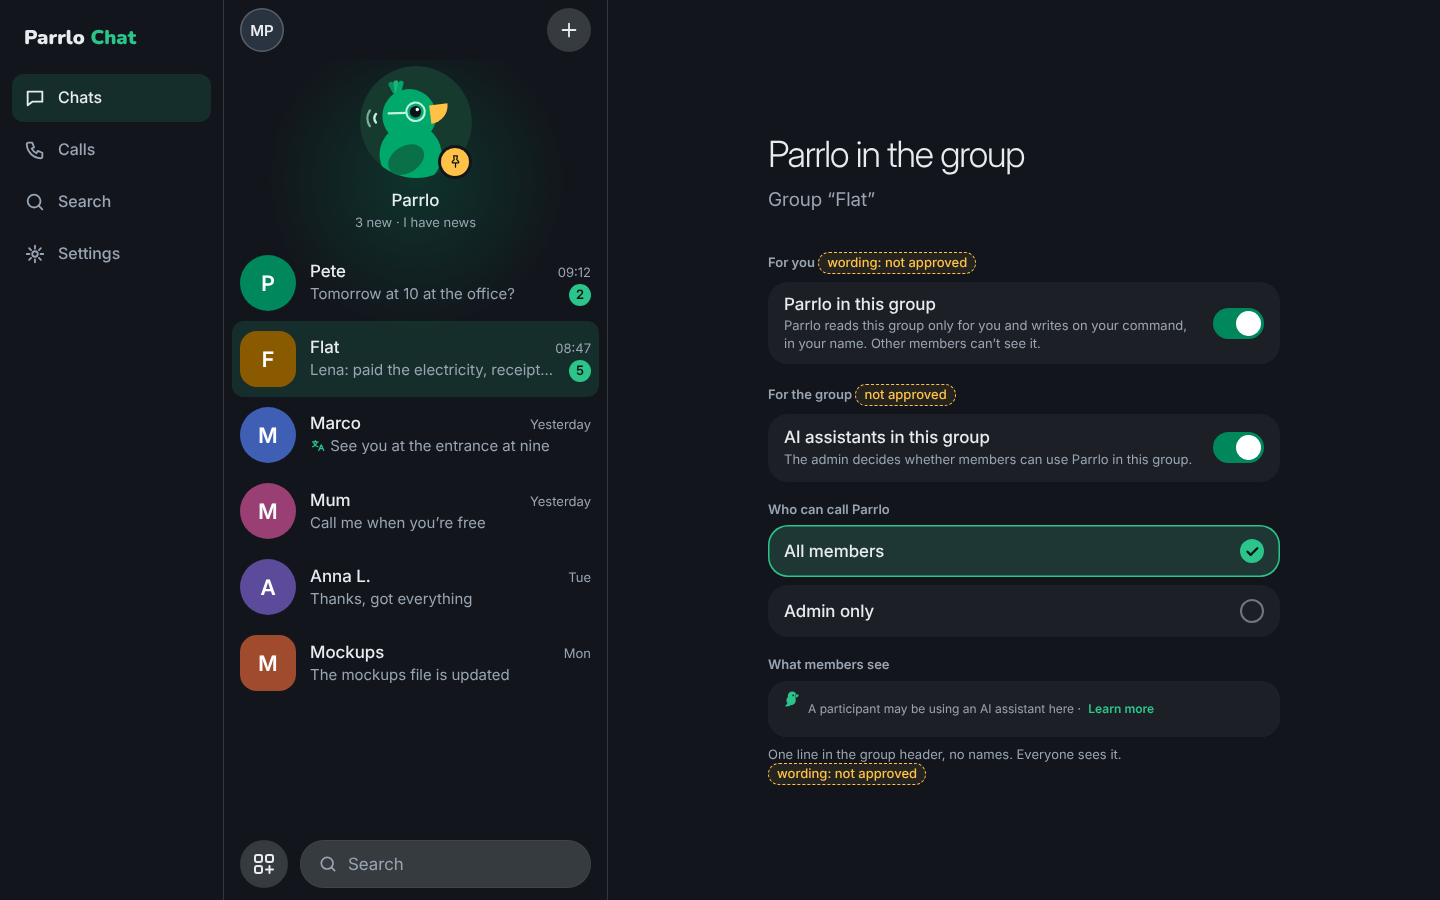 Parrlo Chat
Chats
Calls
Search
Settings
MP
Parrlo
3 new · I have news
P
Pete
09:12
Tomorrow at 10 at the office?
2
F
Flat
08:47
Lena: paid the electricity, receipt...
5
M
Marco
Yesterday
See you at the entrance at nine
M
Mum
Yesterday
Call me when you’re free
A
Anna L.
Tue
Thanks, got everything
M
Mockups
Mon
The mockups file is updated
Search
Parrlo in the group
Group “Flat”
For you wording: not approved
Parrlo in this group
Parrlo reads this group only for you and writes on your command,
in your name. Other members can’t see it.
For the group not approved
AI assistants in this group
The admin decides whether members can use Parrlo in this group.
Who can call Parrlo
All members
Admin only
What members see
A participant may be using an AI assistant here · Learn more
One line in the group header, no names. Everyone sees it.
wording: not approved